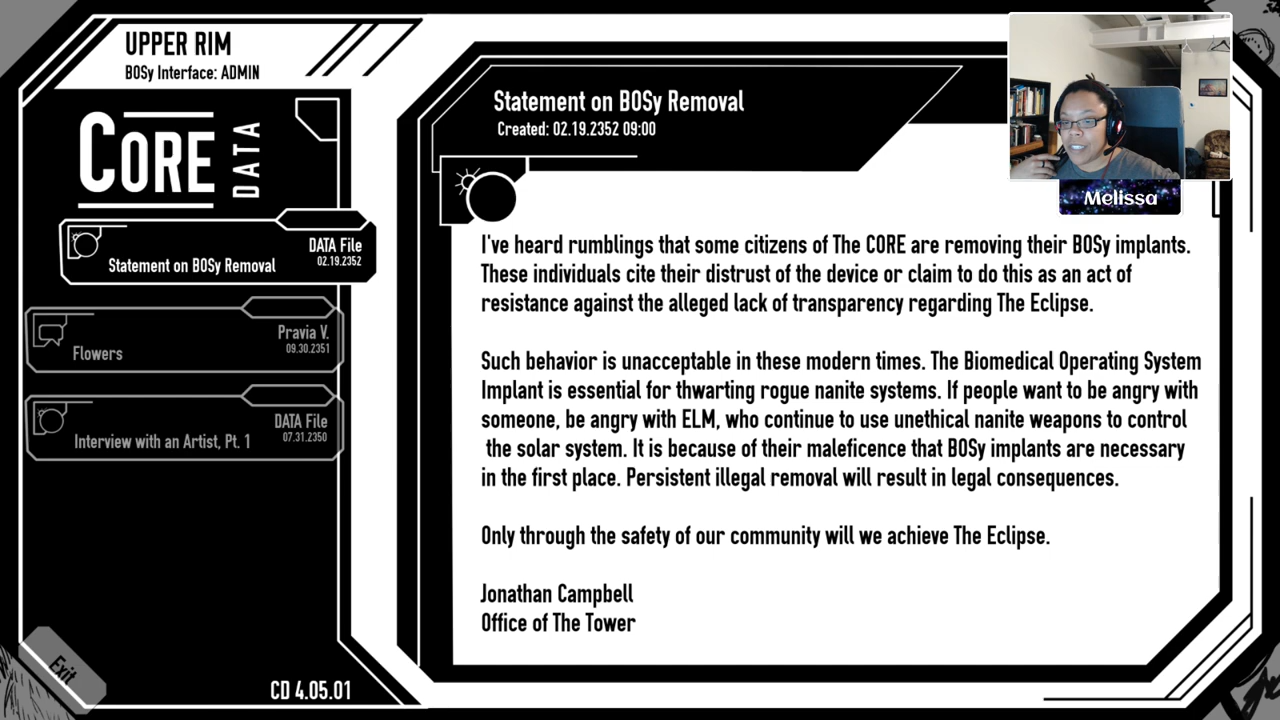 UPPER RIM
BOSy Interface: ADMIN
CORE
DATA
DATA File
02.19.2352
Statement on BOSy Removal
Pravia V.
09.30.2351
Flowers
DATA File
07.31.2350
Interview with an Artist, Pt. 1
Exit
CD 4.05.01
Statement on BOSy Removal
Created: 02.19.2352 09:00
Melissa
I've heard rumblings that some citizens of The CORE are removing their BOSy implants.
These individuals cite their distrust of the device or claim to do this as an act of
resistance against the alleged lack of transparency regarding The Eclipse.
Such behavior is unacceptable in these modern times. The Biomedical Operating System
Implant is essential for thwarting rogue nanite systems. If people want to be angry with
someone, be angry with ELM, who continue to use unethical nanite weapons to control
the solar system. It is because of their maleficence that BOSy implants are necessary
in the first place. Persistent illegal removal will result in legal consequences.
Only through the safety of our community will we achieve The Eclipse.
Jonathan Campbell
Office of The Tower